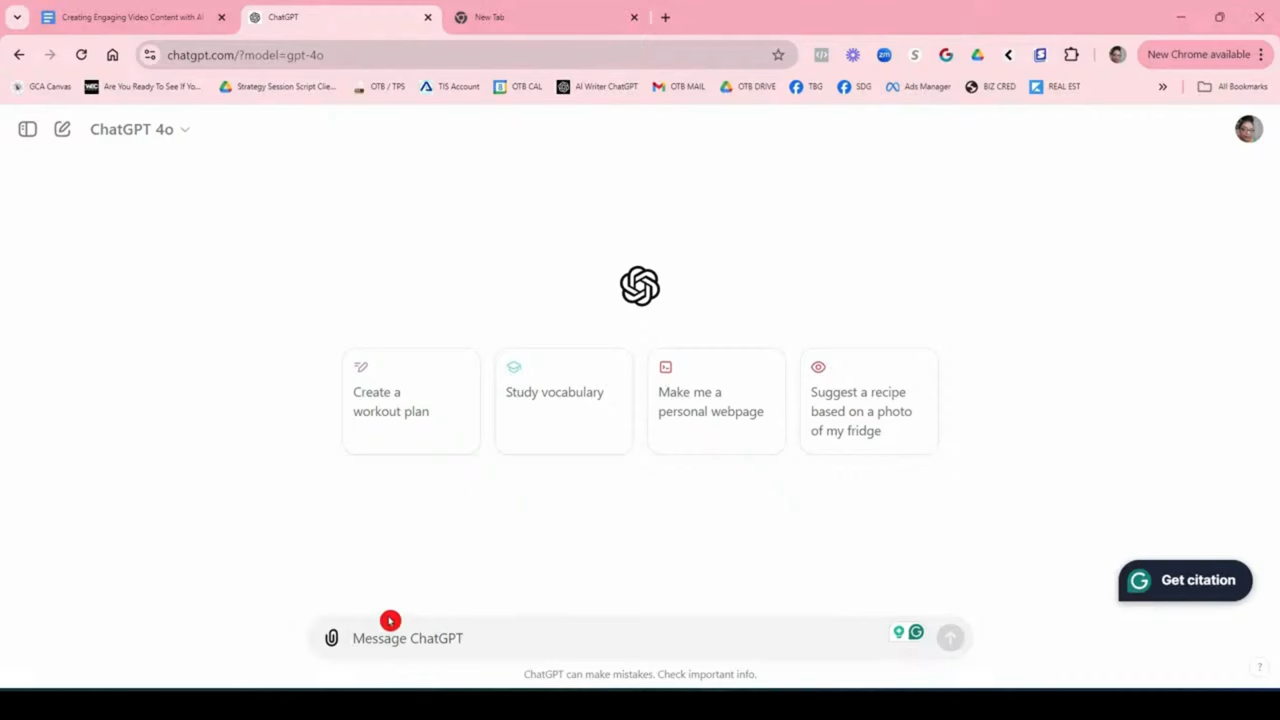 Creating Engaging Video Content with AI
ChatGPT
New Tab
chatgpt.com/?model=gpt-4o
New Chrome available
GCA Canvas
Are You Ready To See If Yo...
Strategy Session Script Clie...
OTB / TPS
TIS Account
OTB CAL
AI Writer ChatGPT
OTB MAIL
OTB DRIVE
TBG
SDG
Ads Manager
BIZ CRED
REAL EST
All Bookmarks
ChatGPT 4o
Create a
workout plan
Study vocabulary
Make me a
personal webpage
Suggest a recipe
based on a photo
of my fridge
Get citation
Message ChatGPT
ChatGPT can make mistakes. Check important info.
?